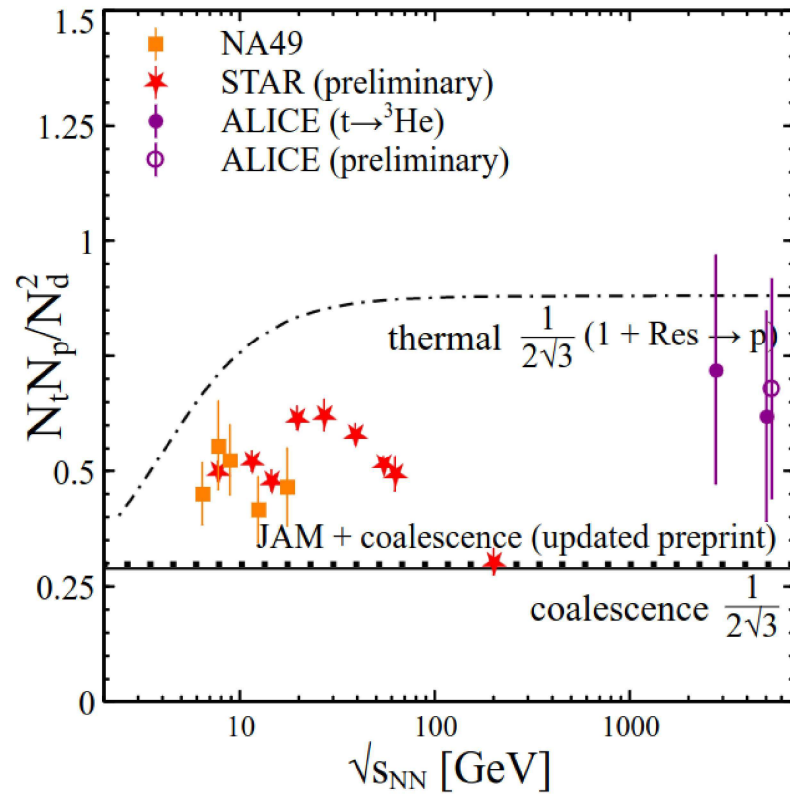 1.5
NA49
STAR (preliminary)
ALICE (t→³He)
1.25
ALICE (preliminary)
1
thermal 1/2√3 (1 + Res → p)
0.75
N_tN_p/N_d^2
0.5
JAM + coalescence (updated preprint)
0.25
coalescence 1/2√3
0
10
100
1000
√s_NN [GeV]